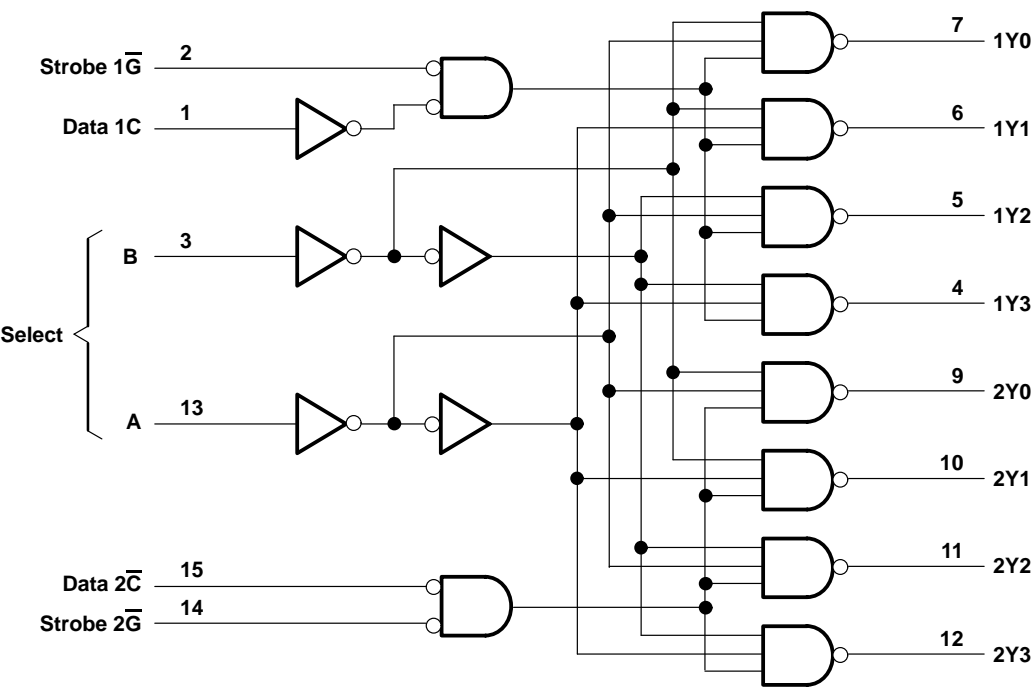 Strobe 1G̅ 2
Data 1C 1
B 3
Select
A 13
Data 2C̅ 15
Strobe 2G̅ 14
7 1Y0
6 1Y1
5 1Y2
4 1Y3
9 2Y0
10 2Y1
11 2Y2
12 2Y3